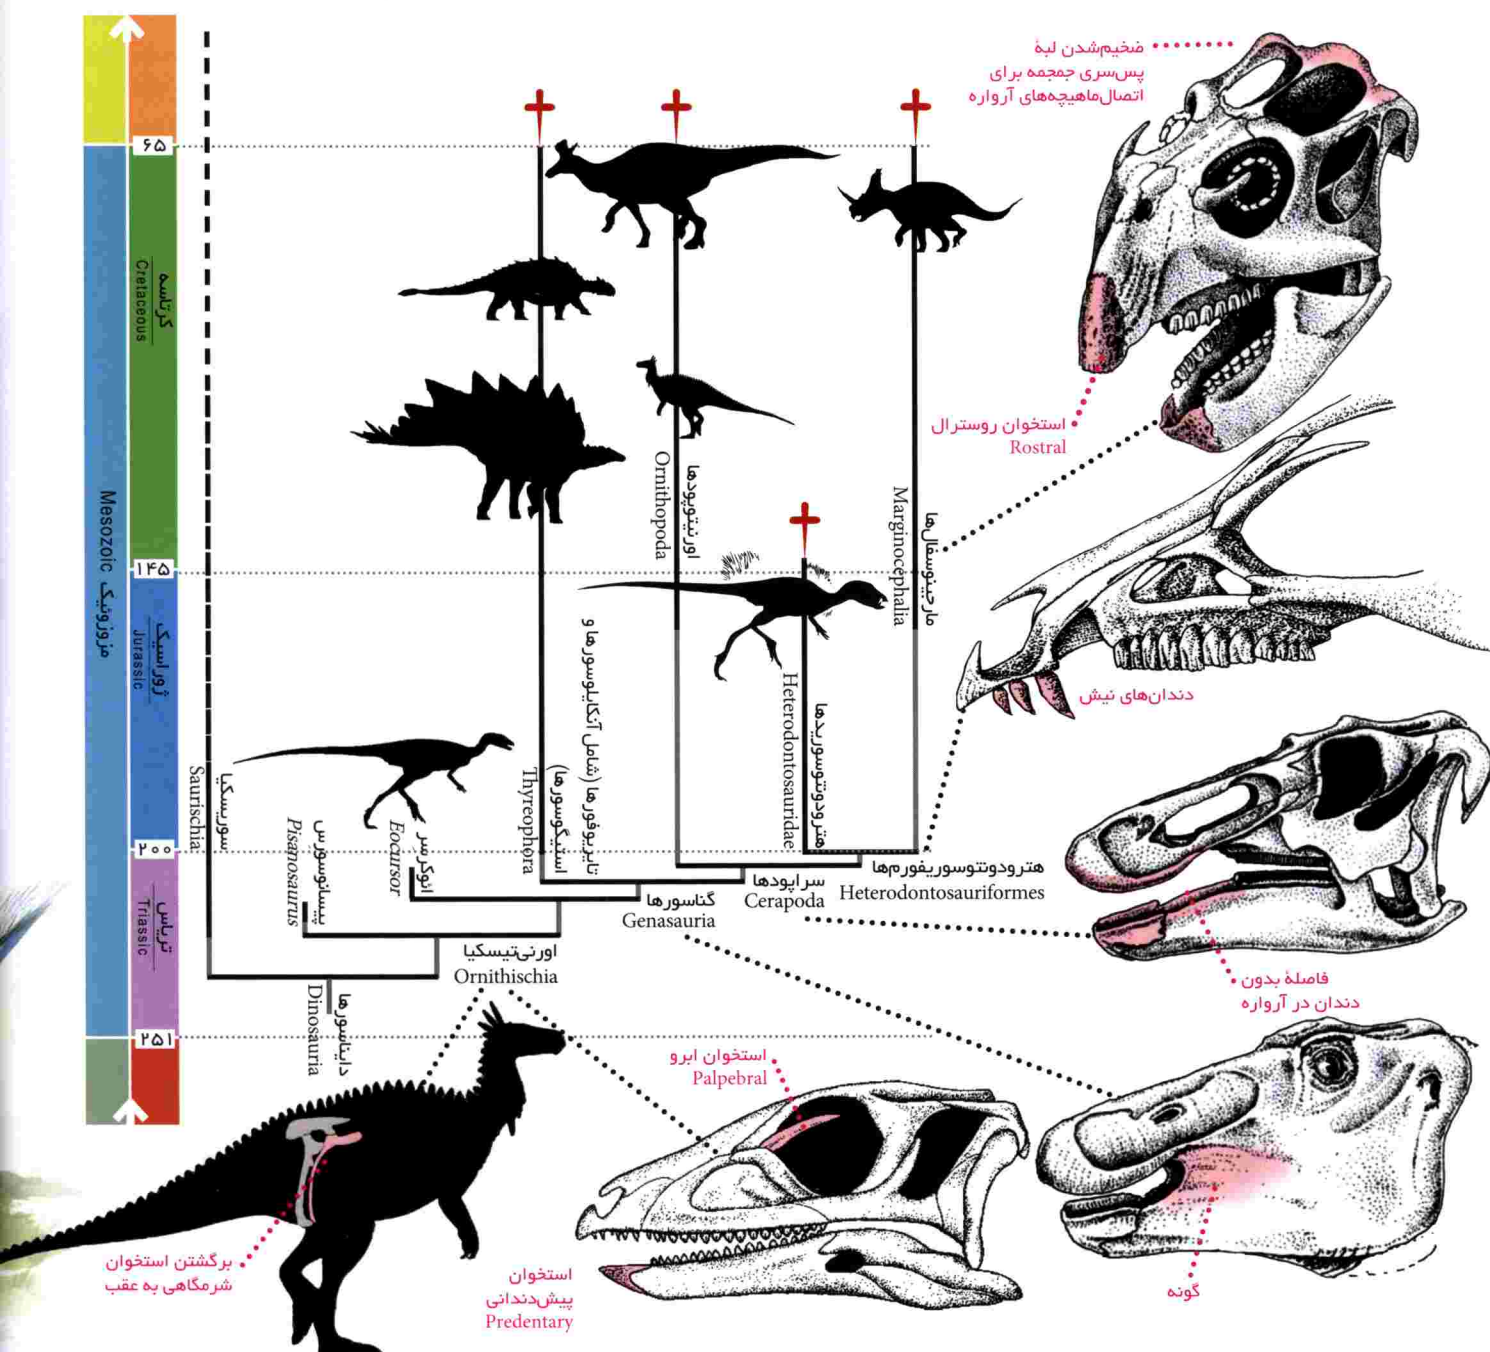 ضخیم‌شدن لبهٔ
پس‌سری جمجمه برای
اتصال‌ماهیچه‌های آرواره
۶۵
کرتاسه
Cretaceous
استخوان روسترال
Rostral
Mesozoic مزوزوئیک
اورنیتوپودها
Ornithopoda
مارجینوسفال‌ها
Marginocephalia
۱۴۵
ژوراسیک
Jurassic
دندان‌های نیش
تایریوفورها (شامل آنکایلوسورها و
استیگوسورها)
Thyreophora
هترودونتوسوریدها
Heterodontosauridae
سوریسکیا
Saurischia
پیسانوسورس
Pisanosaurus
ائوکرسر
Eocursor
۲۰۰
تریاس
Triassic
هترودونتوسوریفورم‌ها
Heterodontosauriformes
سراپودها
Cerapoda
گناسورها
Genasauria
اورنی‌تیسکیا
Ornithischia
دایناسورها
Dinosauria
فاصلهٔ بدون
دندان در آرواره
۲۵۱
استخوان ابرو
Palpebral
برگشتن استخوان
شرمگاهی به عقب
استخوان
پیش‌دندانی
Predentary
گونه